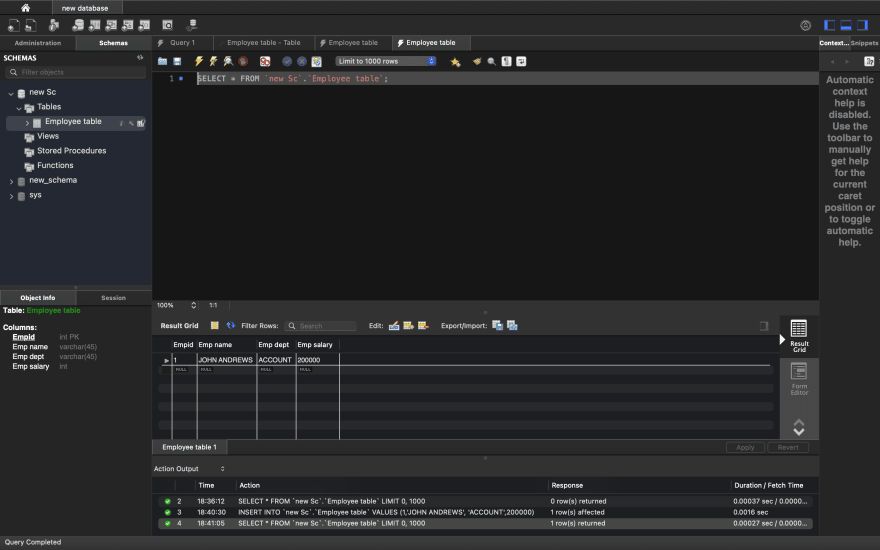 new database
Administration Schemas Query 1 Employee table - Table Employee table Employee table Context... Snippets
SCHEMAS
Filter objects
Limit to 1000 rows
1 SELECT * FROM `new Sc`.`Employee table`;
new Sc
Tables
Employee table
Views
Stored Procedures
Functions
new_schema
sys
Automatic
context
help is
disabled.
Use the
toolbar to
manually
get help
for the
current
caret
position or
to toggle
automatic
help.
Object Info Session
Table: Employee table
Columns:
Empid int PK
Emp name varchar(45)
Emp dept varchar(45)
Emp salary int
100% 1:1
Result Grid Filter Rows: Search Edit: Export/Import:
Empid Emp name Emp dept Emp salary
1 JOHN ANDREWS ACCOUNT 200000
NULL NULL NULL NULL
Result
Grid
Form
Editor
Employee table 1 Apply Revert
Action Output
Time Action Response Duration / Fetch Time
2 18:36:12 SELECT * FROM `new Sc`.`Employee table` LIMIT 0, 1000 0 row(s) returned 0.00037 sec / 0.0000...
3 18:40:30 INSERT INTO `new Sc`.`Employee table` VALUES (1,'JOHN ANDREWS', 'ACCOUNT',200000) 1 row(s) affected 0.0016 sec
4 18:41:05 SELECT * FROM `new Sc`.`Employee table` LIMIT 0, 1000 1 row(s) returned 0.00027 sec / 0.0000...
Query Completed